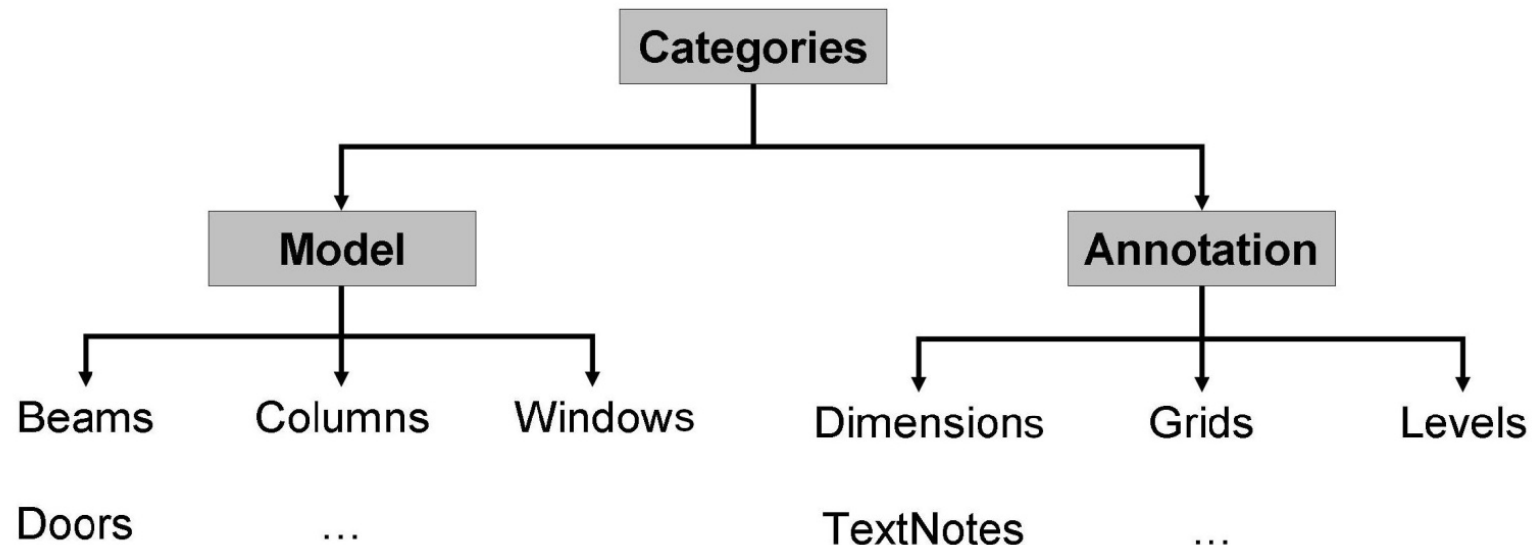 Categories
Model
Annotation
Beams
Columns
Windows
Dimensions
Grids
Levels
Doors
...
TextNotes
...